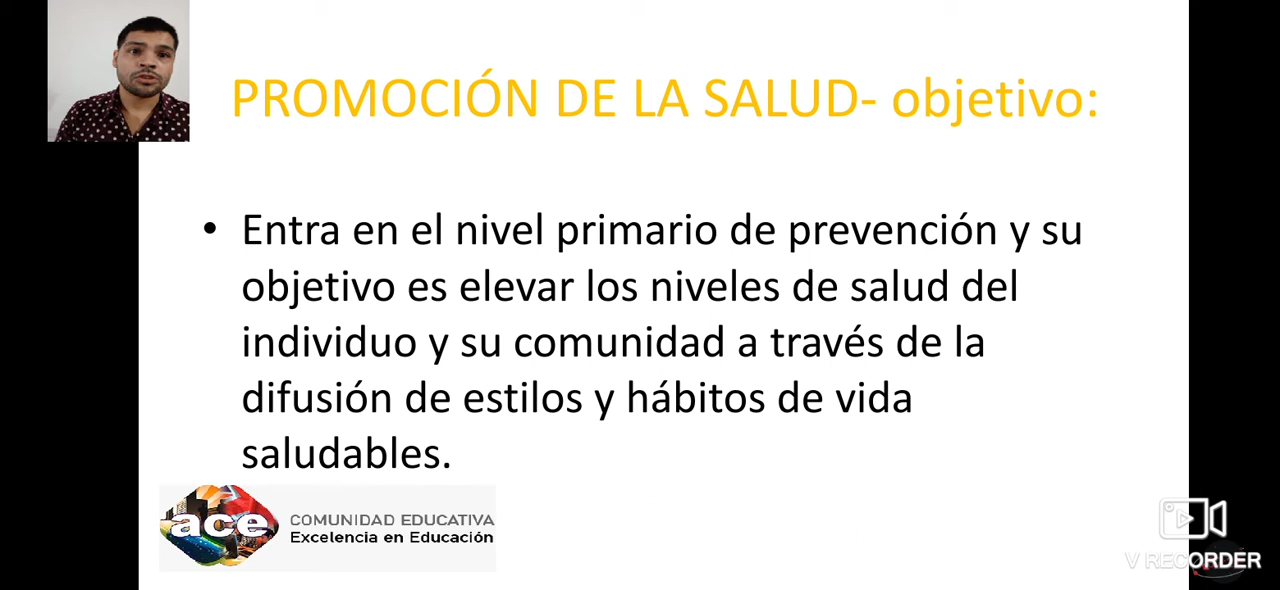 PROMOCIÓN DE LA SALUD- objetivo:
• Entra en el nivel primario de prevención y su
objetivo es elevar los niveles de salud del
individuo y su comunidad a través de la
difusión de estilos y hábitos de vida
saludables.
ace
COMUNIDAD EDUCATIVA
Excelencia en Educación
V RECORDER